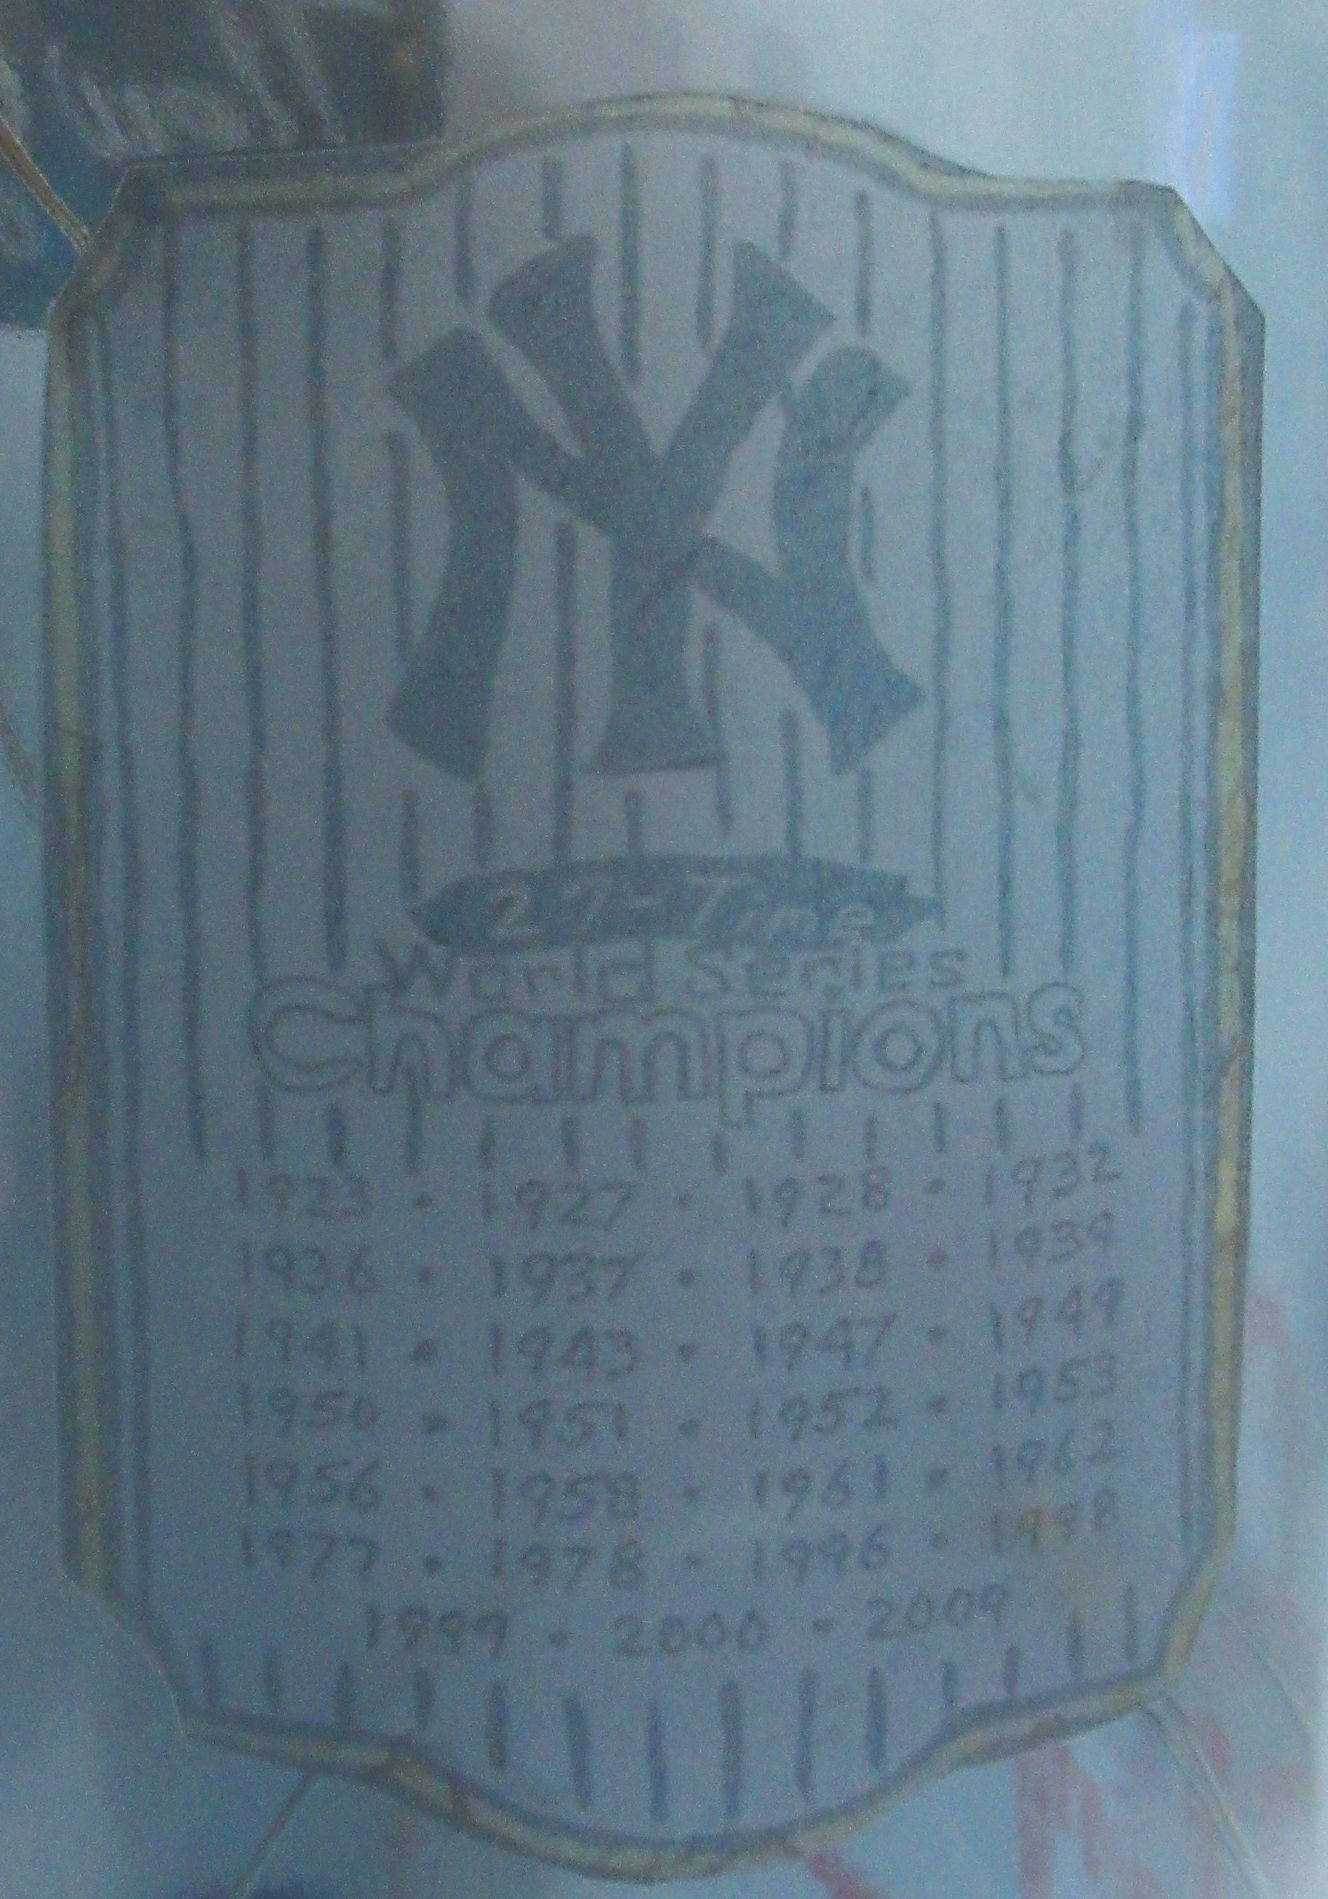 NY
27-Time
World Series
Champions
1923 • 1927 • 1928 • 1932
1936 • 1937 • 1938 • 1939
1941 • 1943 • 1947 • 1949
1950 • 1951 • 1952 • 1953
1956 • 1958 • 1961 • 1962
1977 • 1978 • 1996 • 1998
1999 • 2000 • 2009